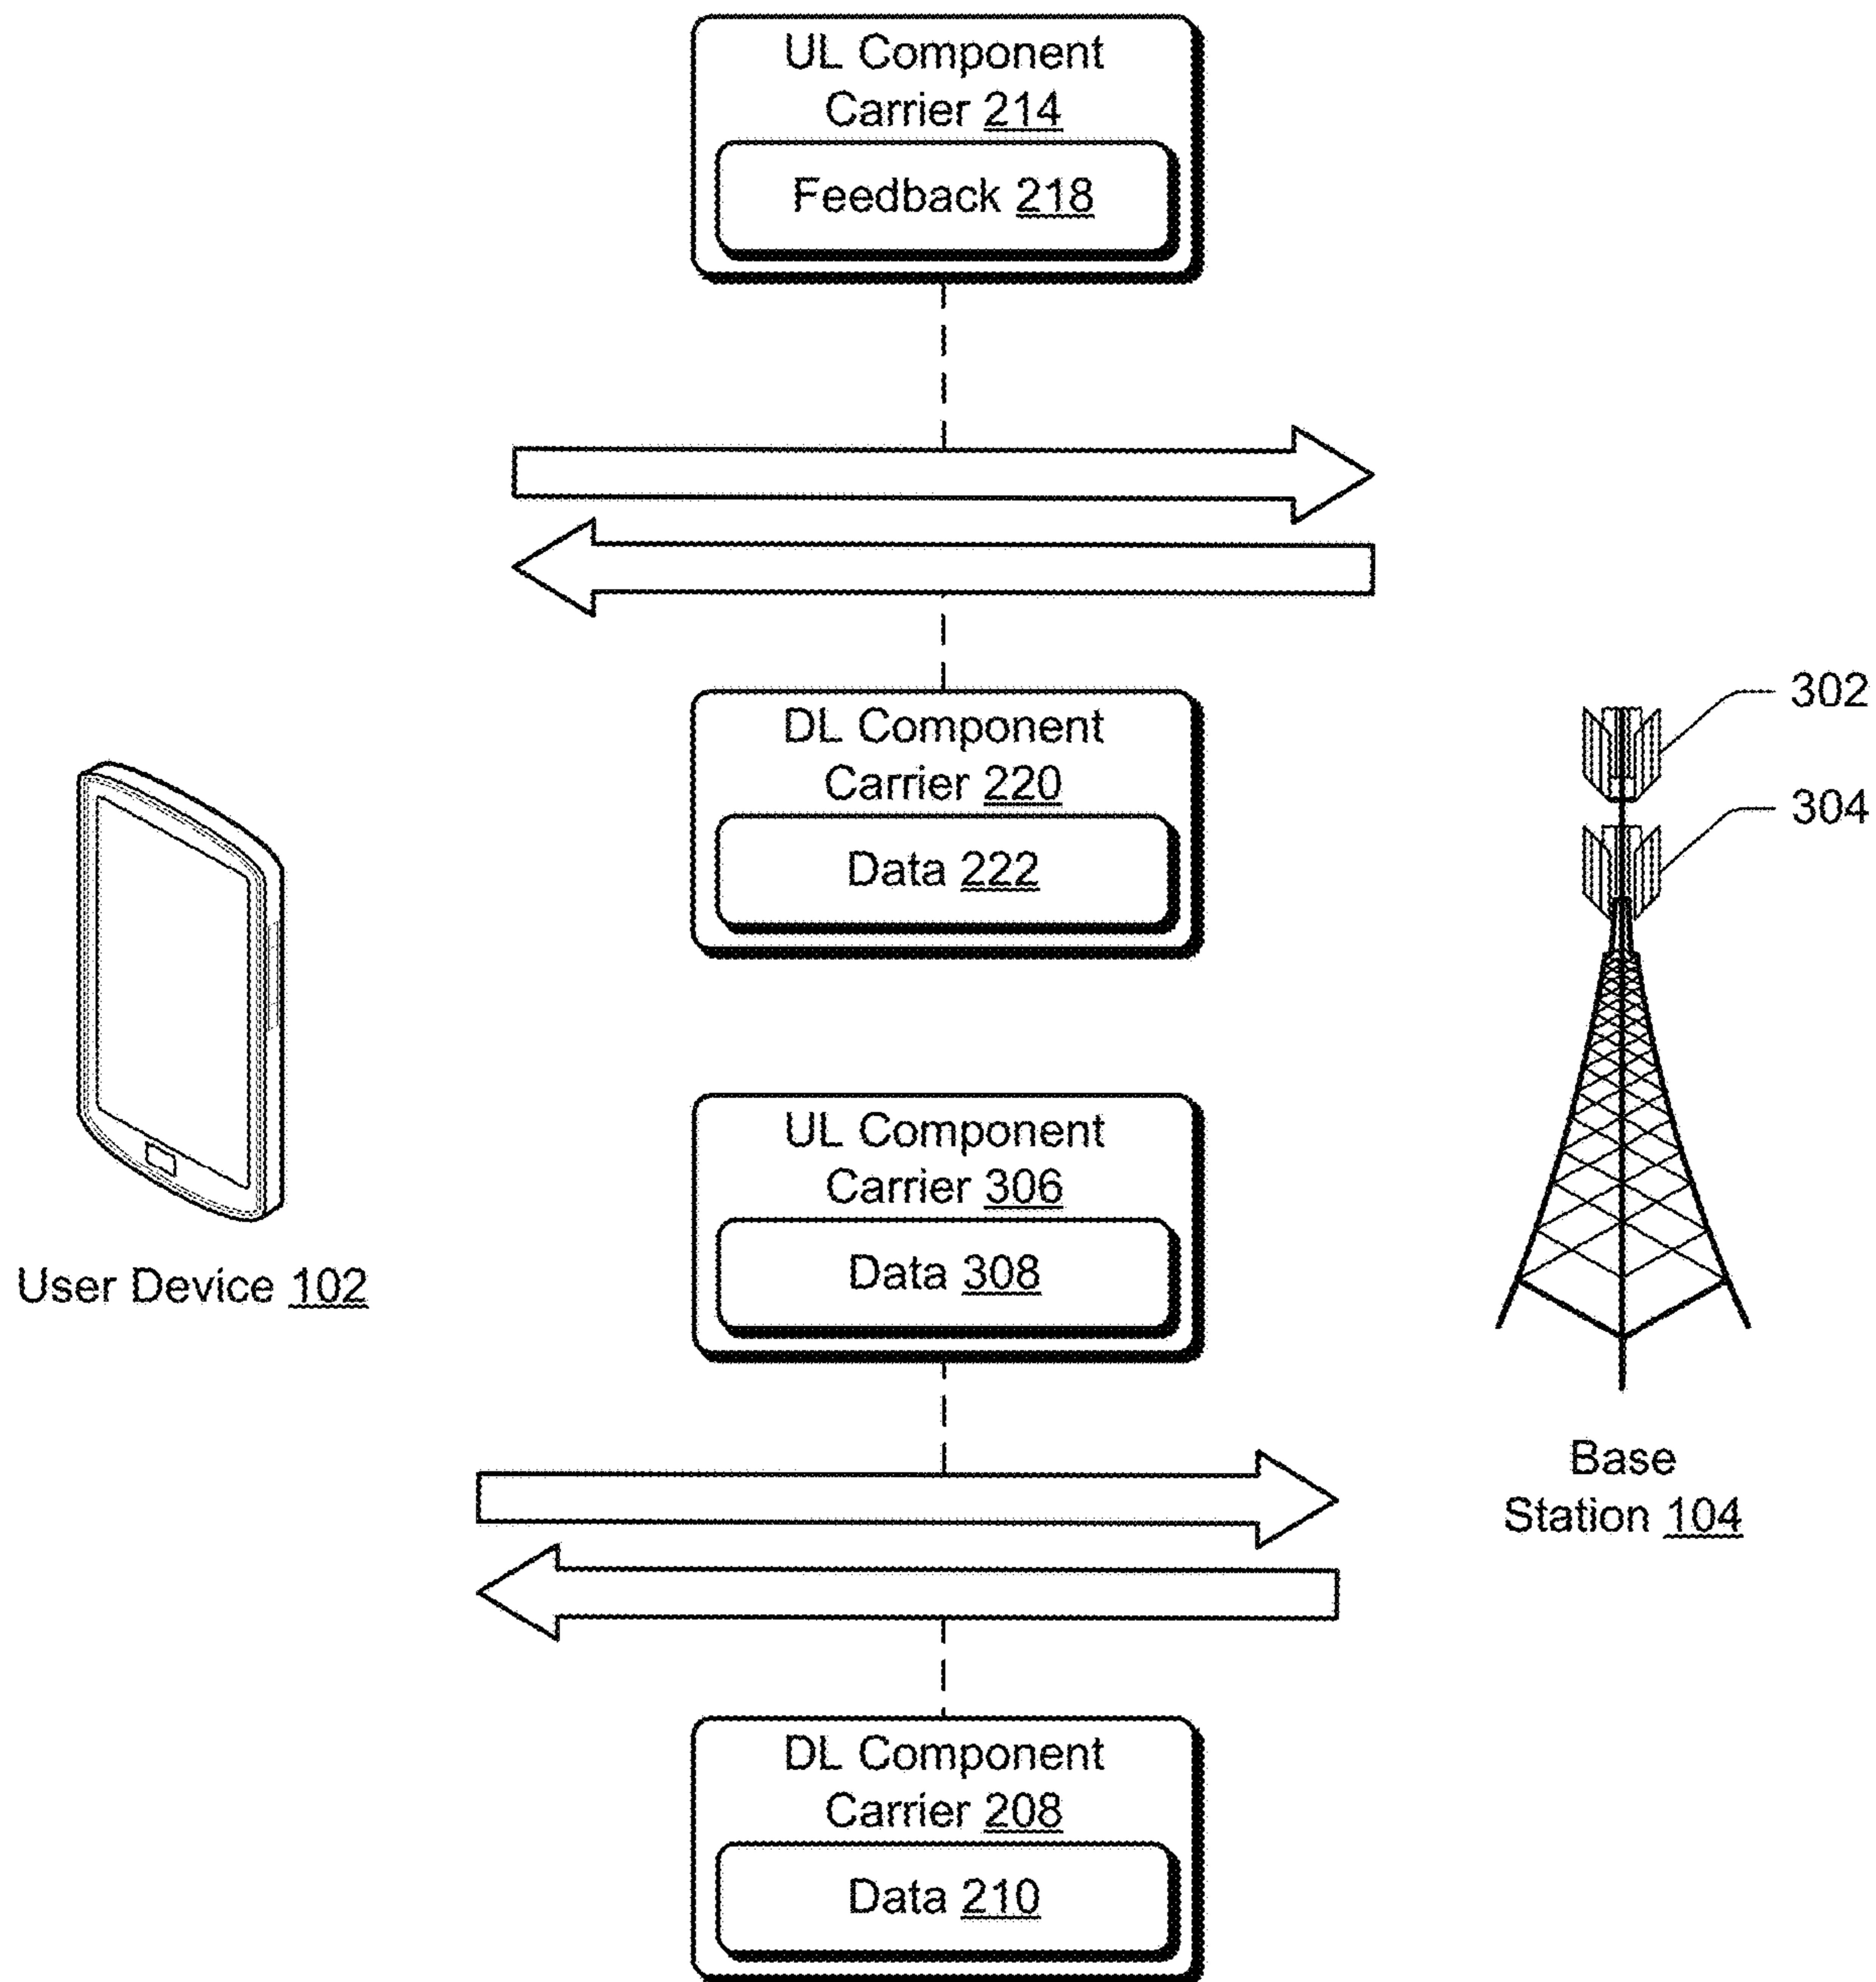 UL Component
Carrier 214
Feedback 218
DL Component
Carrier 220
Data 222
302
304
UL Component
Carrier 306
Data 308
User Device 102
Base
Station 104
DL Component
Carrier 208
Data 210